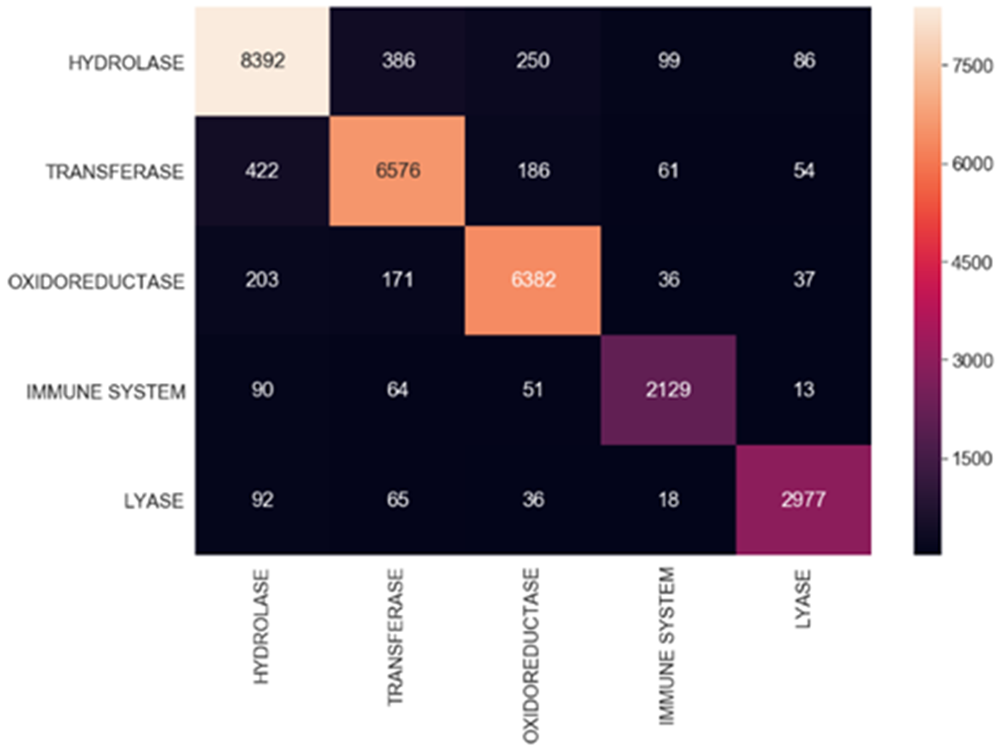 HYDROLASE 8392 386 250 99 86
7500
TRANSFERASE 422 6576 186 61 54
6000
OXIDOREDUCTASE 203 171 6382 36 37
4500
3000
IMMUNE SYSTEM 90 64 51 2129 13
1500
LYASE 92 65 36 18 2977
HYDROLASE
TRANSFERASE
OXIDOREDUCTASE
IMMUNE SYSTEM
LYASE